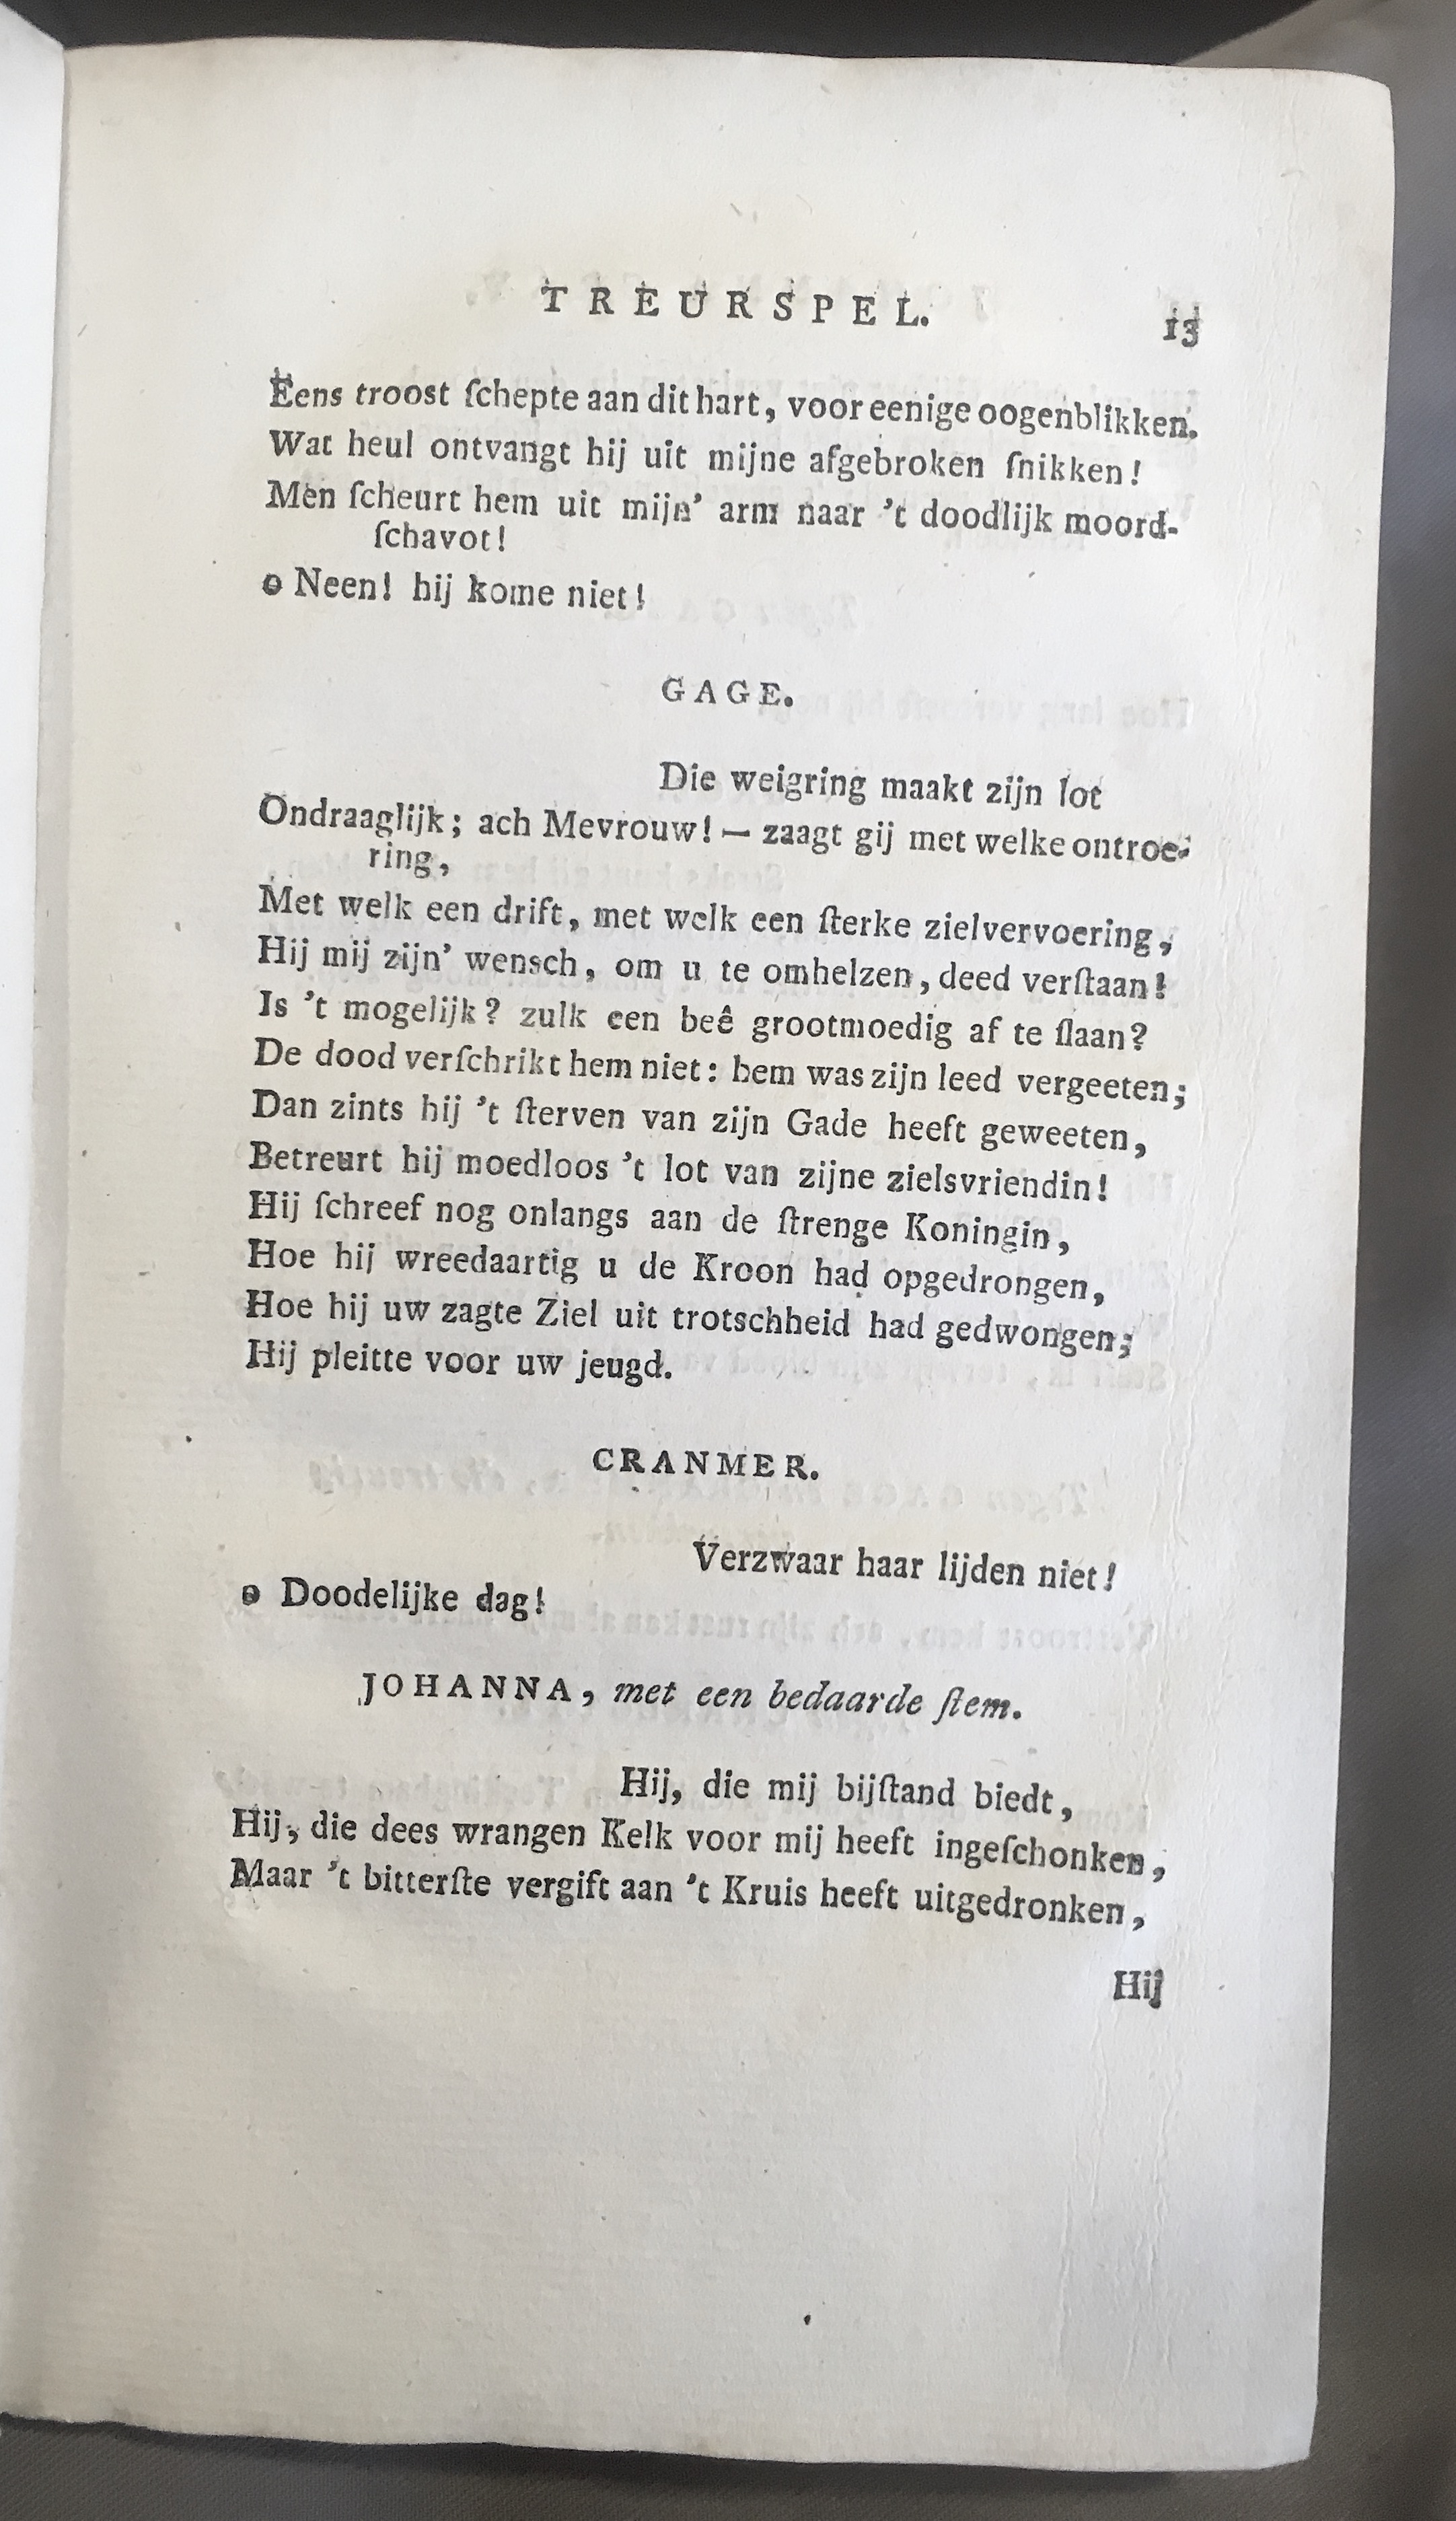 TREURSPEL. 13
Eens troost ſchepte aan dit hart, voor eenige oogenblikken.
Wat heul ontvangt hij uit mijne afgebroken ſnikken!
Men ſcheurt hem uit mijn’ arm naar ’t doodlijk moord-
ſchavot!
o Neen! hij kome niet!
GAGE.
Die weigring maakt zijn lot
Ondraaglijk; ach Mevrouw! — zaagt gij met welke ontroe-
ring,
Met welk een drift, met welk een ſterke zielvervoering,
Hij mij zijn’ wensch, om u te omhelzen, deed verſtaan!
Is ’t mogelijk? zulk een beê grootmoedig af te ſlaan?
De dood verſchrikt hem niet: hem was zijn leed vergeeten;
Dan zints hij ’t ſterven van zijn Gade heeft geweeten,
Betreurt hij moedloos ’t lot van zijne zielsvriendin!
Hij ſchreef nog onlangs aan de ſtrenge Koningin,
Hoe hij wreedaartig u de Kroon had opgedrongen,
Hoe hij uw zagte Ziel uit trotschheid had gedwongen;
Hij pleitte voor uw jeugd.
CRANMER.
Verzwaar haar lijden niet!
o Doodelijke dag!
JOHANNA, met een bedaarde ſtem.
Hij, die mij bijſtand biedt,
Hij, die dees wrangen Kelk voor mij heeft ingeſchonken,
Maar ’t bitterſte vergift aan ’t Kruis heeft uitgedronken,
Hij